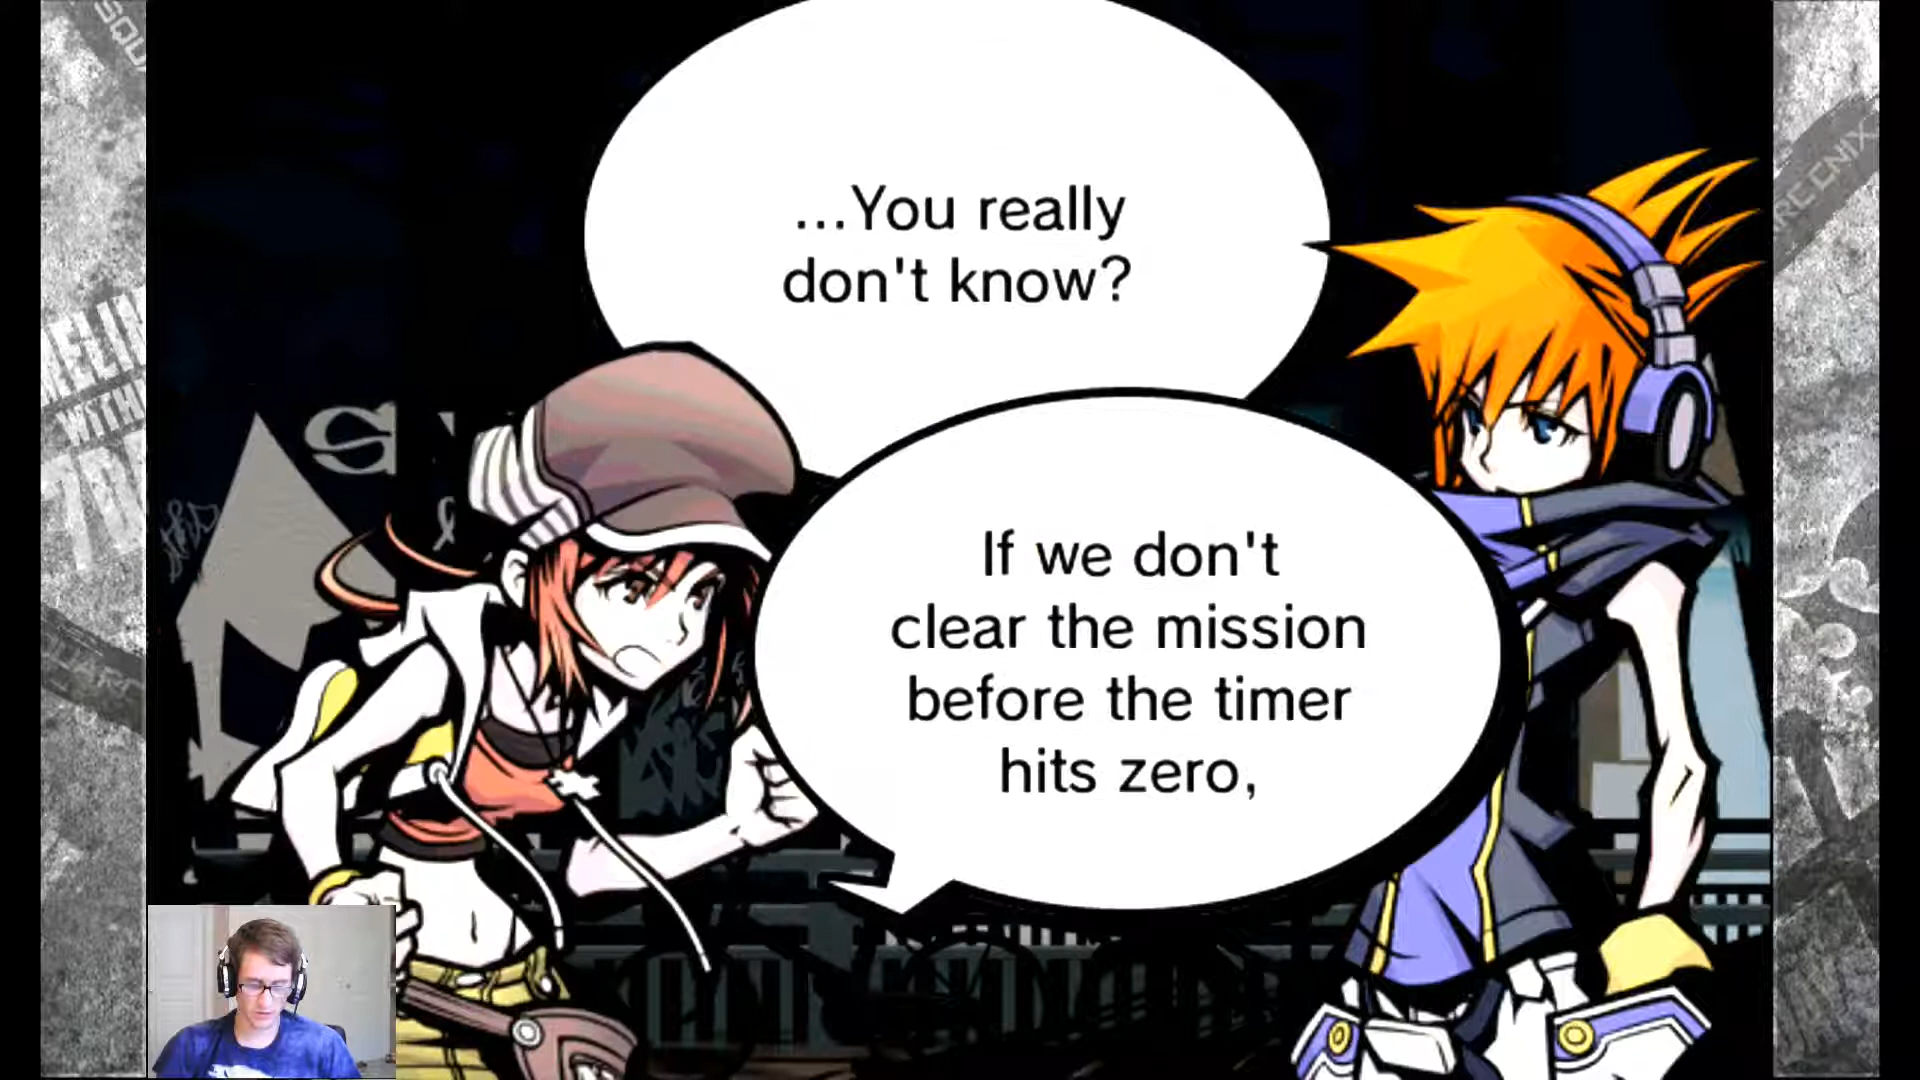 ...You really
don't know?
If we don't
clear the mission
before the timer
hits zero,